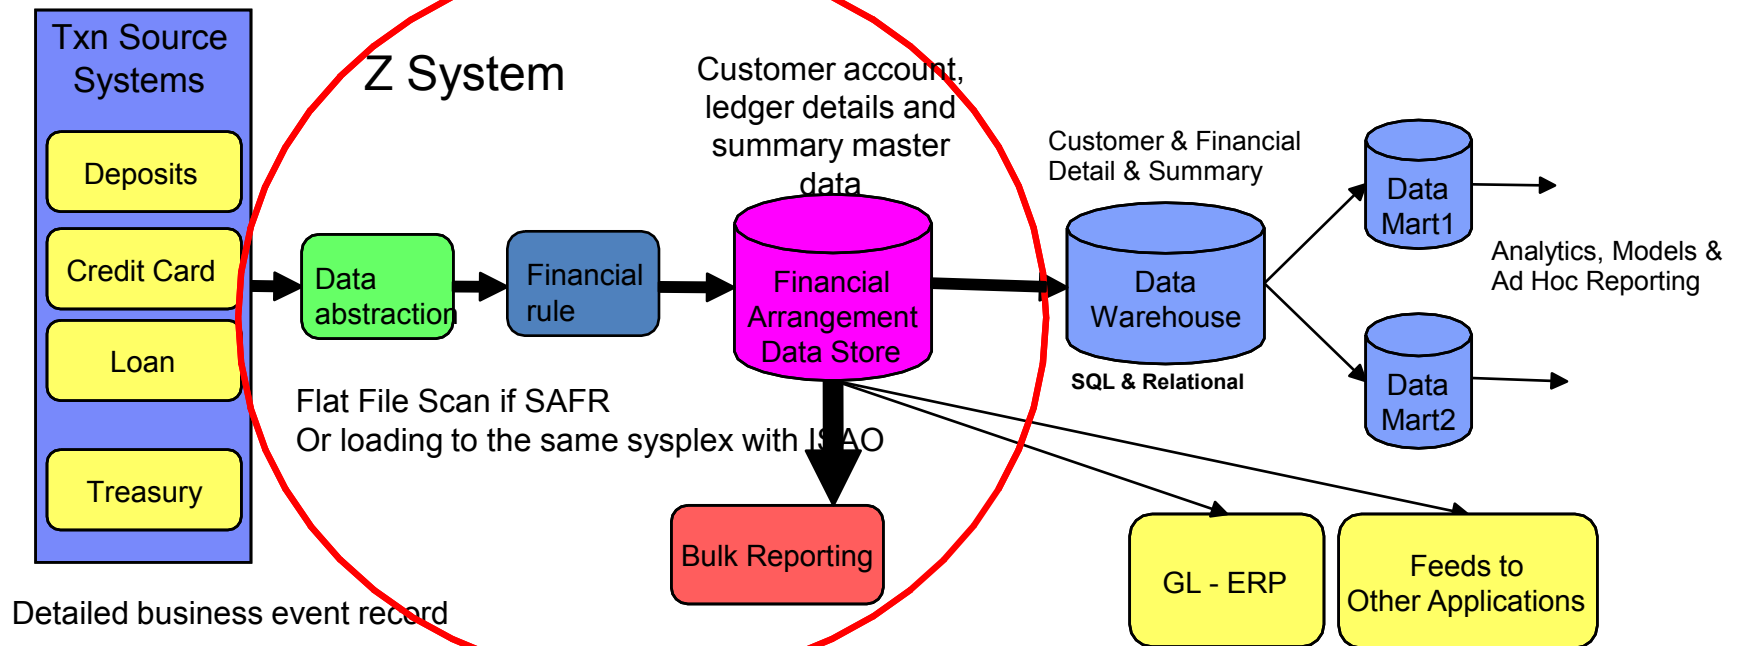 Txn Source
Systems
Deposits
Credit Card
Loan
Treasury
Detailed business event record
Z System
Data
abstraction
Financial
rule
Flat File Scan if SAFR
Or loading to the same sysplex with ISAO
Customer account,
ledger details and
summary master
data
Financial
Arrangement
Data Store
Bulk Reporting
Customer & Financial
Detail & Summary
Data
Warehouse
SQL & Relational
Data
Mart1
Data
Mart2
Analytics, Models &
Ad Hoc Reporting
GL - ERP
Feeds to
Other Applications